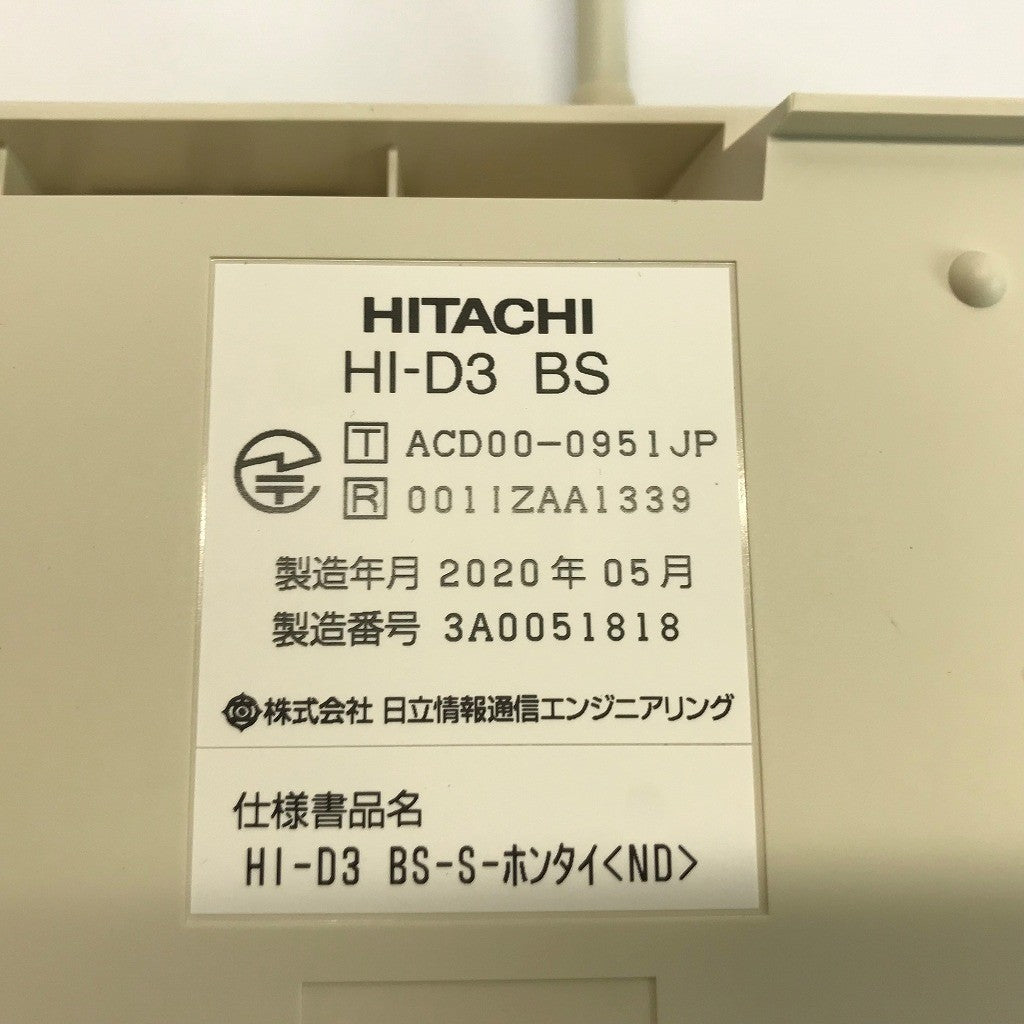 HITACHI
HI-D3 BS
T ACD00-0951JP
R 001IZAA1339
製造年月 2020年 05月
製造番号 3A0051818
株式会社 日立情報通信エンジニアリング
仕様書品名
HI-D3 BS-S-ホンタイ<ND>